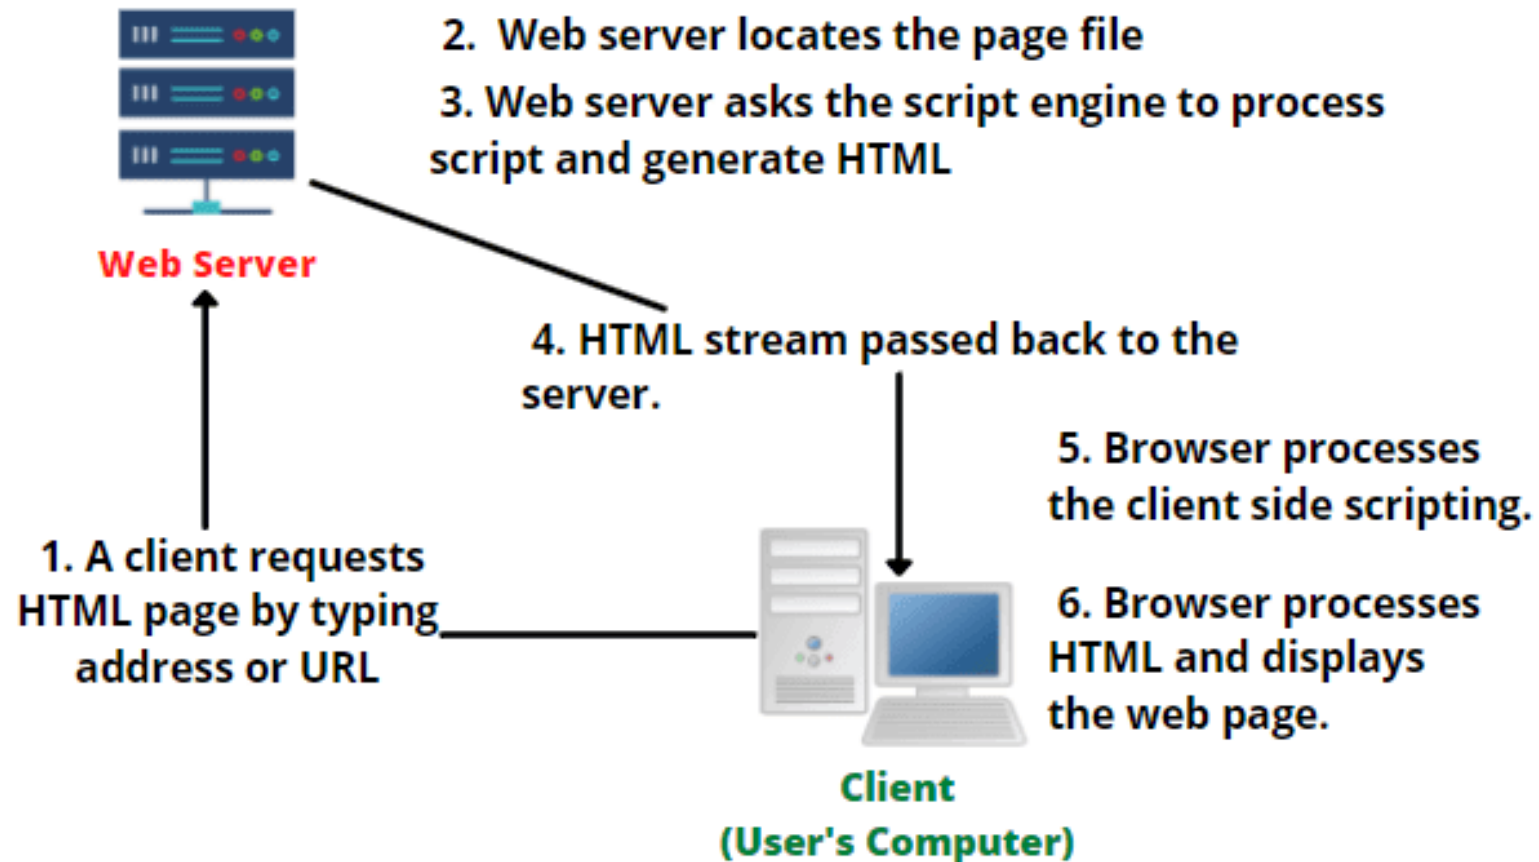 2. Web server locates the page file
3. Web server asks the script engine to process
script and generate HTML
Web Server
4. HTML stream passed back to the
server.
5. Browser processes
the client side scripting.
1. A client requests
HTML page by typing
address or URL
6. Browser processes
HTML and displays
the web page.
Client
(User's Computer)